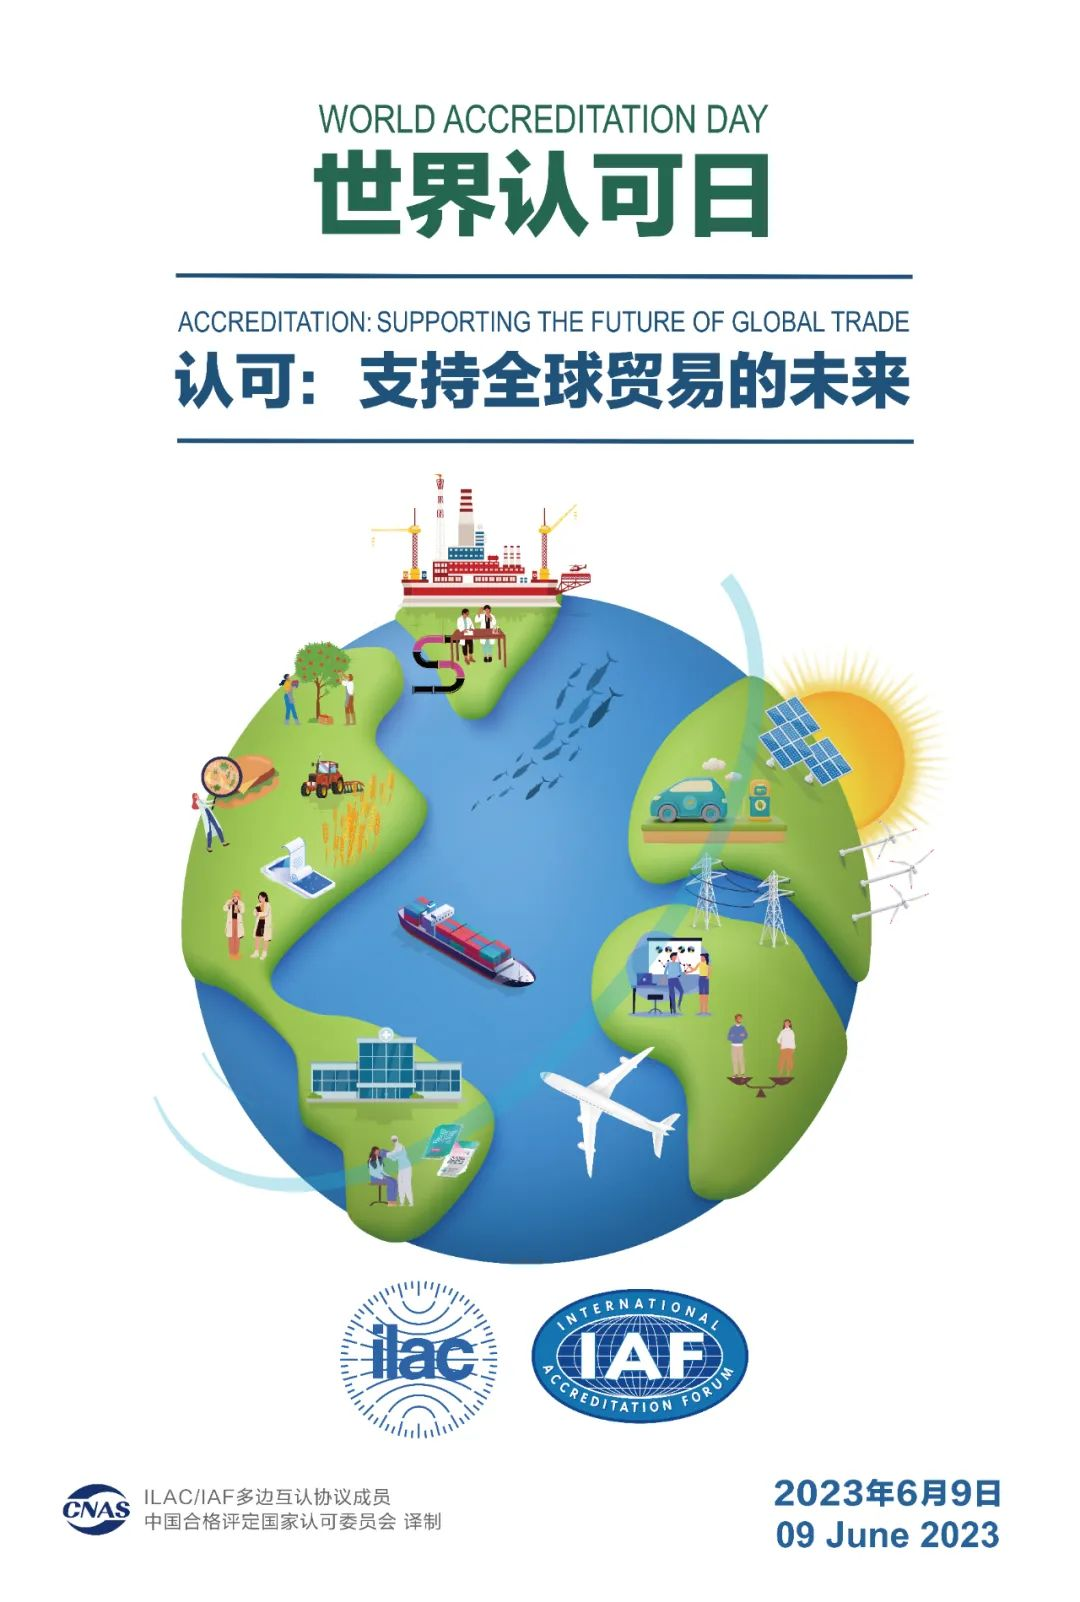 WORLD ACCREDITATION DAY
世界认可日
ACCREDITATION: SUPPORTING THE FUTURE OF GLOBAL TRADE
认可：支持全球贸易的未来
ilac
INTERNATIONAL
IAF
ACCREDITATION FORUM
CNAS
ILAC/IAF多边互认协议成员
中国合格评定国家认可委员会 译制
2023年6月9日
09 June 2023